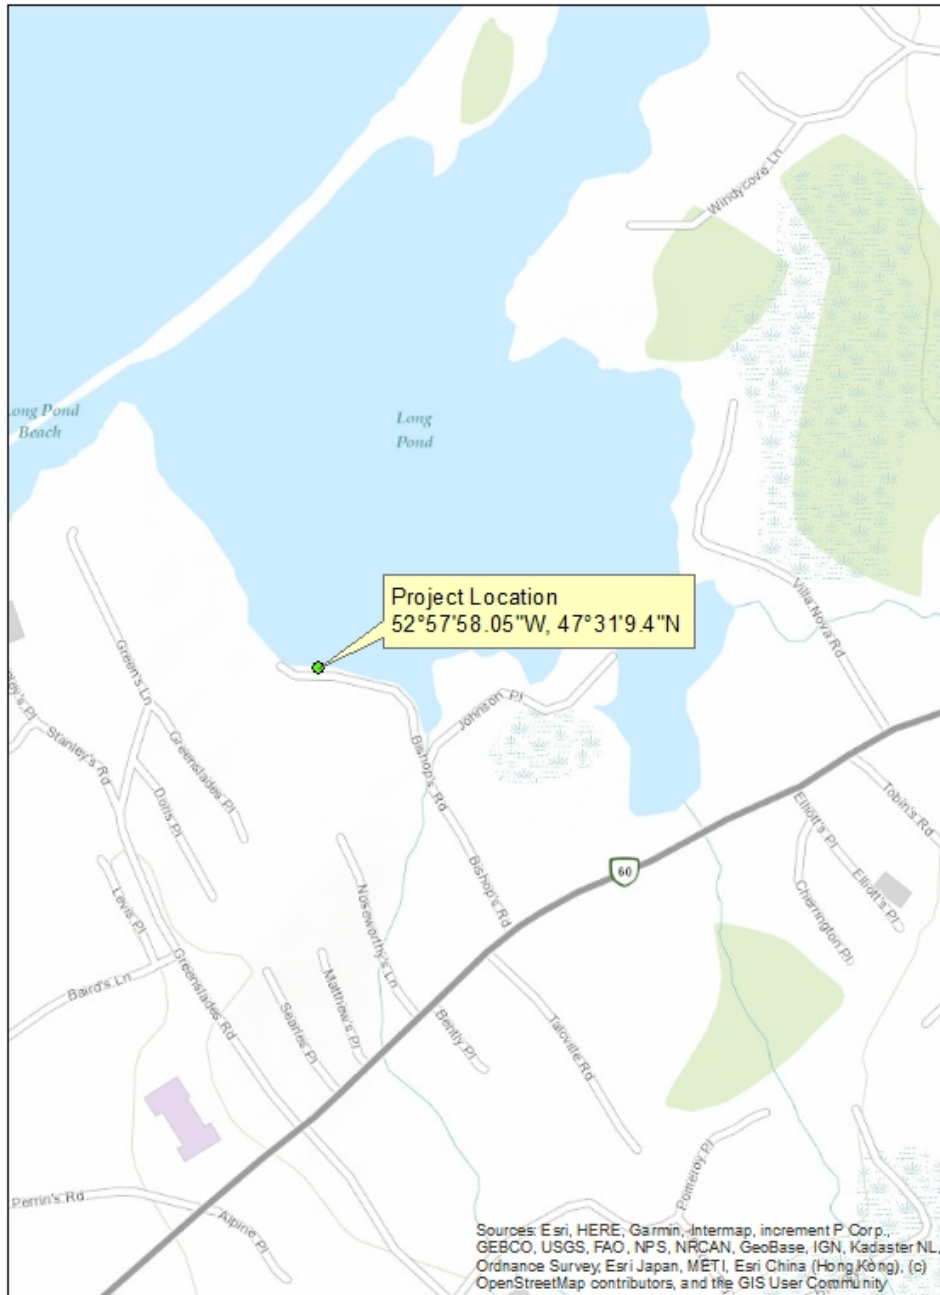 Windycove Ln
Long Pond
Beach
Long
Pond
Project Location
52°57'58.05"W, 47°31'9.4"N
Villa Nova Rd
Green's Ln
Johnson Pl
Stanley's Rd
Greenslades Pl
Bishop's Rd
Doris Pl
Tobin's Rd
Elliott's Pl
Bishop's Rd
60
Elliott's Pl
Levis Pl
Noseworthy's Ln
Cherrington Pl
Baird's Ln
Greenslades Rd
Matthew's Pl
Searles Pl
Bently Pl
Talcville Rd
Pomeroy Pl
Perrin's Rd
Alpine Pl
Sources: Esri, HERE, Garmin, Intermap, increment P Corp.,
GEBCO, USGS, FAO, NPS, NRCAN, GeoBase, IGN, Kadaster NL,
Ordnance Survey, Esri Japan, METI, Esri China (Hong Kong), (c)
OpenStreetMap contributors, and the GIS User Community